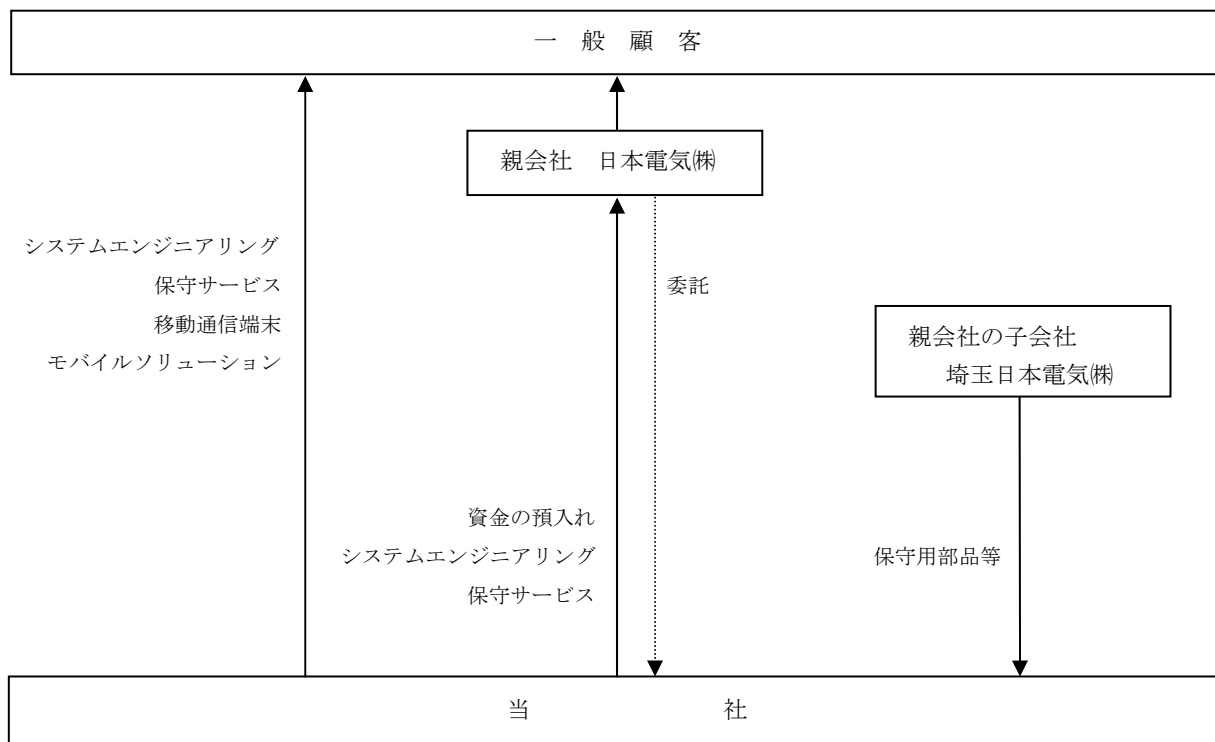 一 般 顧 客
親会社 日本電気㈱
システムエンジニアリング
保守サービス
移動通信端末
モバイルソリューション
委託
親会社の子会社
埼玉日本電気㈱
資金の預入れ
システムエンジニアリング
保守サービス
保守用部品等
当 社